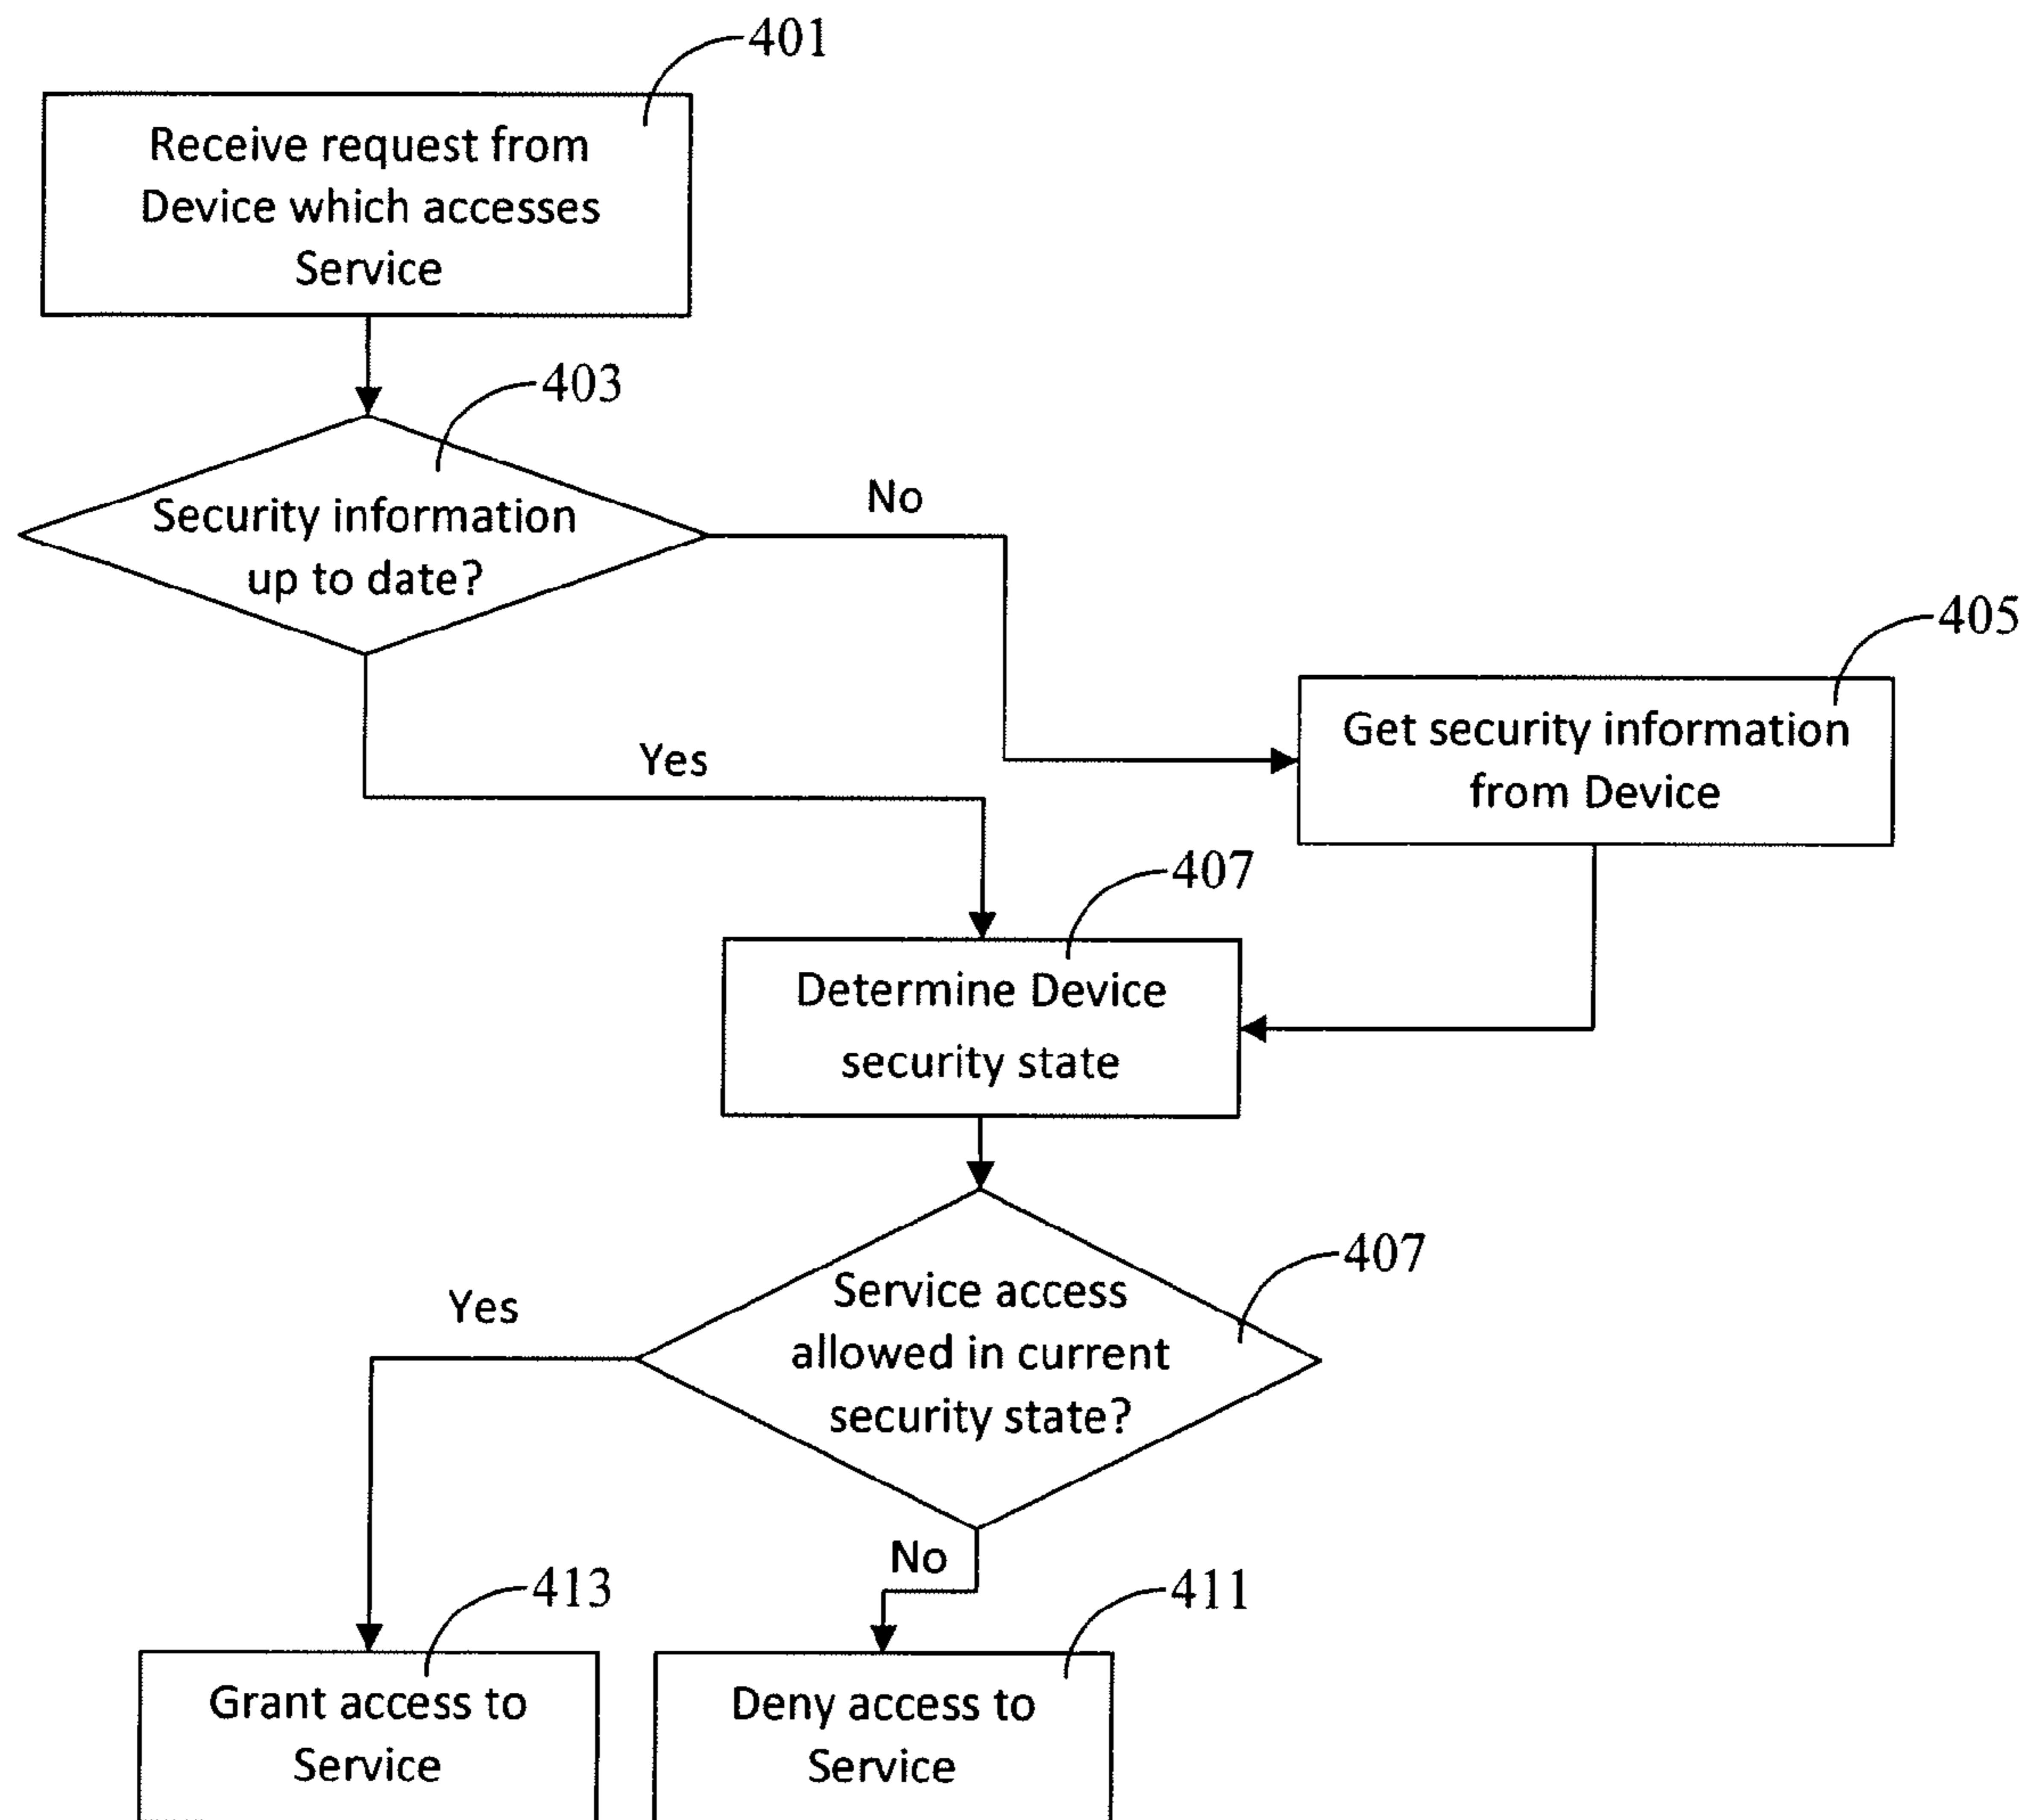 401
Receive request from
Device which accesses
Service
403
Security information
up to date?
No
Yes
405
Get security information
from Device
407
Determine Device
security state
407
Service access
allowed in current
security state?
Yes
No
413
Grant access to
Service
411
Deny access to
Service